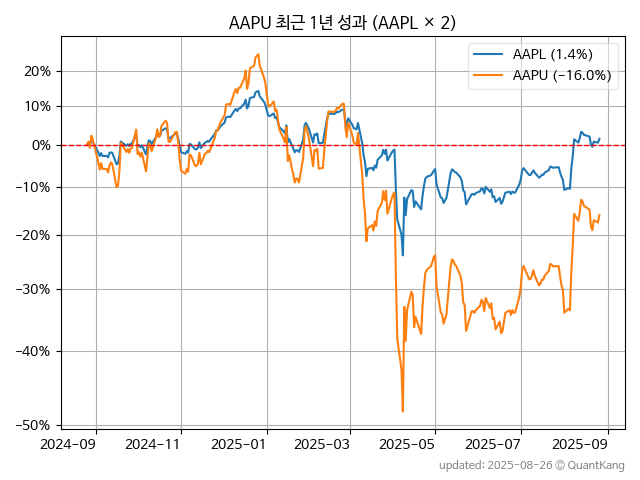 AAPU 최근 1년 성과 (AAPL × 2)
AAPL (1.4%)
AAPU (−16.0%)
20%
10%
0%
−10%
−20%
−30%
−40%
−50%
2024-09 2024-11 2025-01 2025-03 2025-05 2025-07 2025-09
updated: 2025-08-26 © QuantKang